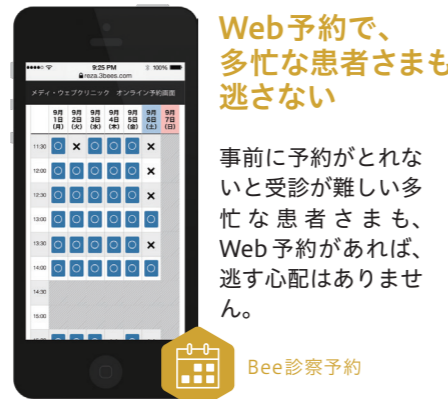 Web予約で、
多忙な患者さまも
逃さない
事前に予約がとれな
いと受診が難しい多
忙な患者さまも、
Web予約があれば、
逃す心配はありませ
ん。
Bee診察予約
9:25 PM 100%
reza.3bees.com
メディ・ウェブクリニック オンライン予約画面
9月 9月 9月 9月 9月 9月 9月
1日 2日 3日 4日 5日 6日 7日
(月) (火) (水) (木) (金) (土) (日)
11:30 ○ × ○ ○ ○ ×
12:00 ○ ○ ○ ○ ○ ×
12:30 ○ ○ ○ ○ ○ ×
13:00 ○ ○ ○ ○ ○ ○
13:30 ○ ○ ○ ○ ○ ×
14:00 ○ ○ ○ ○ ○ ○
14:30
15:00